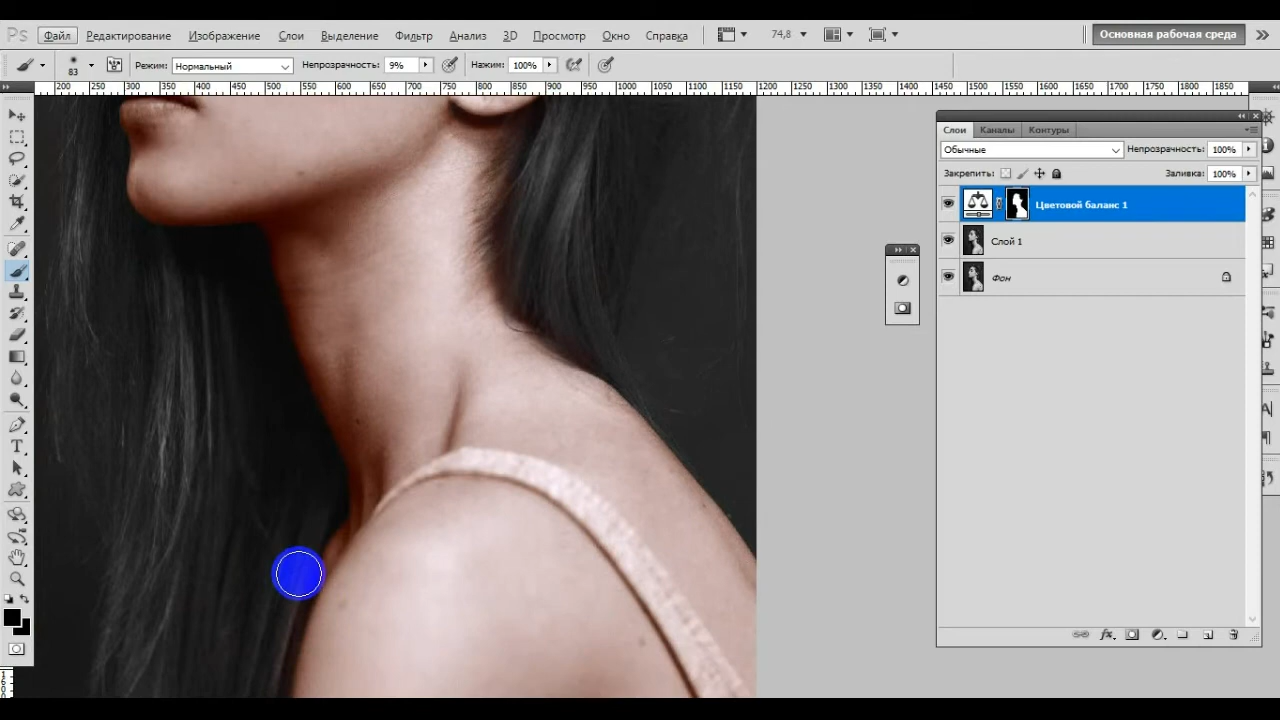 Ps Файл Редактирование Изображение Слои Выделение Фильтр Анализ 3D Просмотр Окно Справка 74,8 Основная рабочая среда
83 Режим: Нормальный Непрозрачность: 9% Нажим: 100%
200 250 300 350 400 450 500 550 600 650 700 750 800 850 900 950 1000 1050 1100 1150 1200 1250 1300 1350 1400 1450 1500 1550 1600 1650 1700 1750 1800 1850
Слои Каналы Контуры
Обычные Непрозрачность: 100%
Закрепить: Заливка: 100%
Цветовой баланс 1
Слой 1
Фон